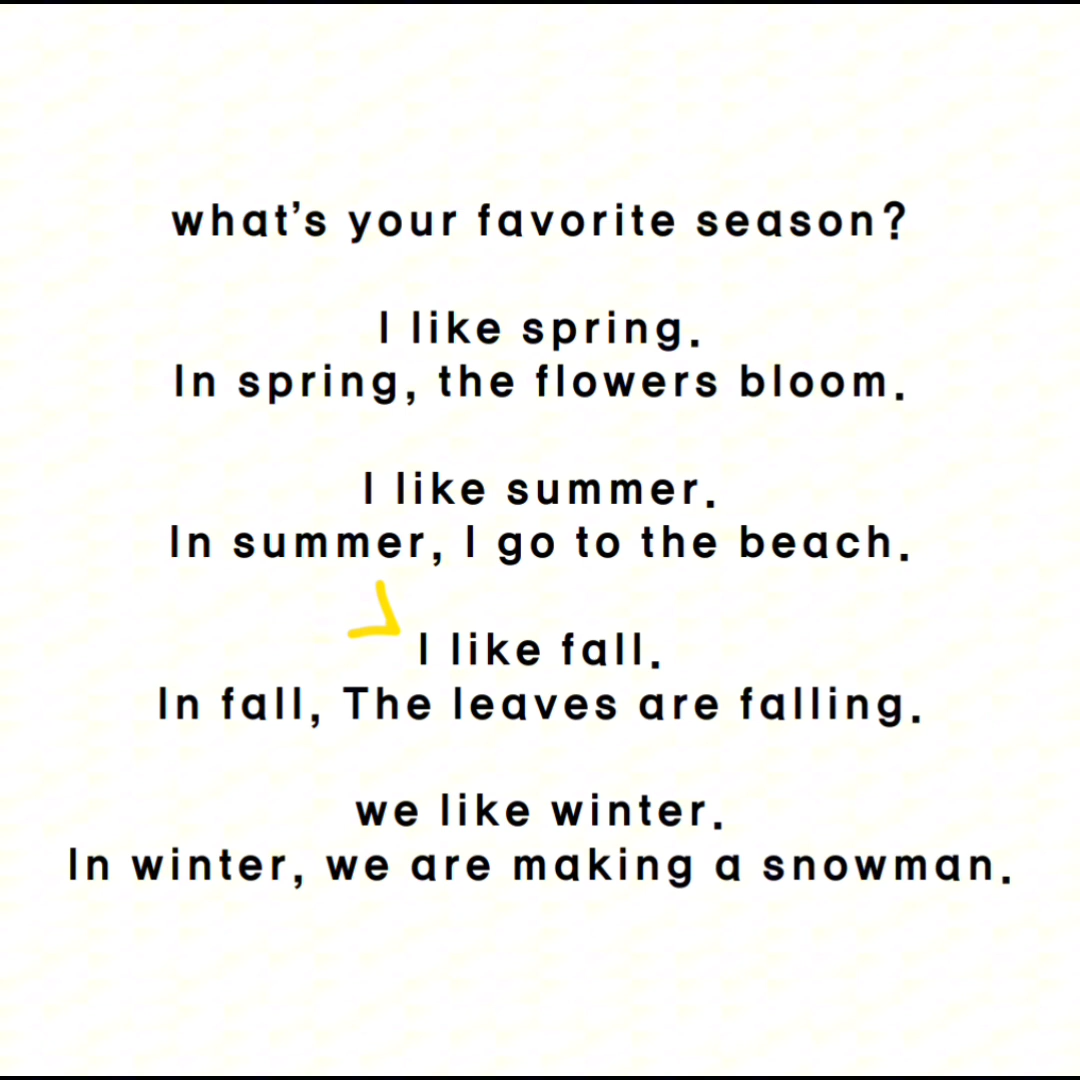 what's your favorite season?
I like spring.
In spring, the flowers bloom.
I like summer.
In summer, I go to the beach.
I like fall.
In fall, The leaves are falling.
we like winter.
In winter, we are making a snowman.